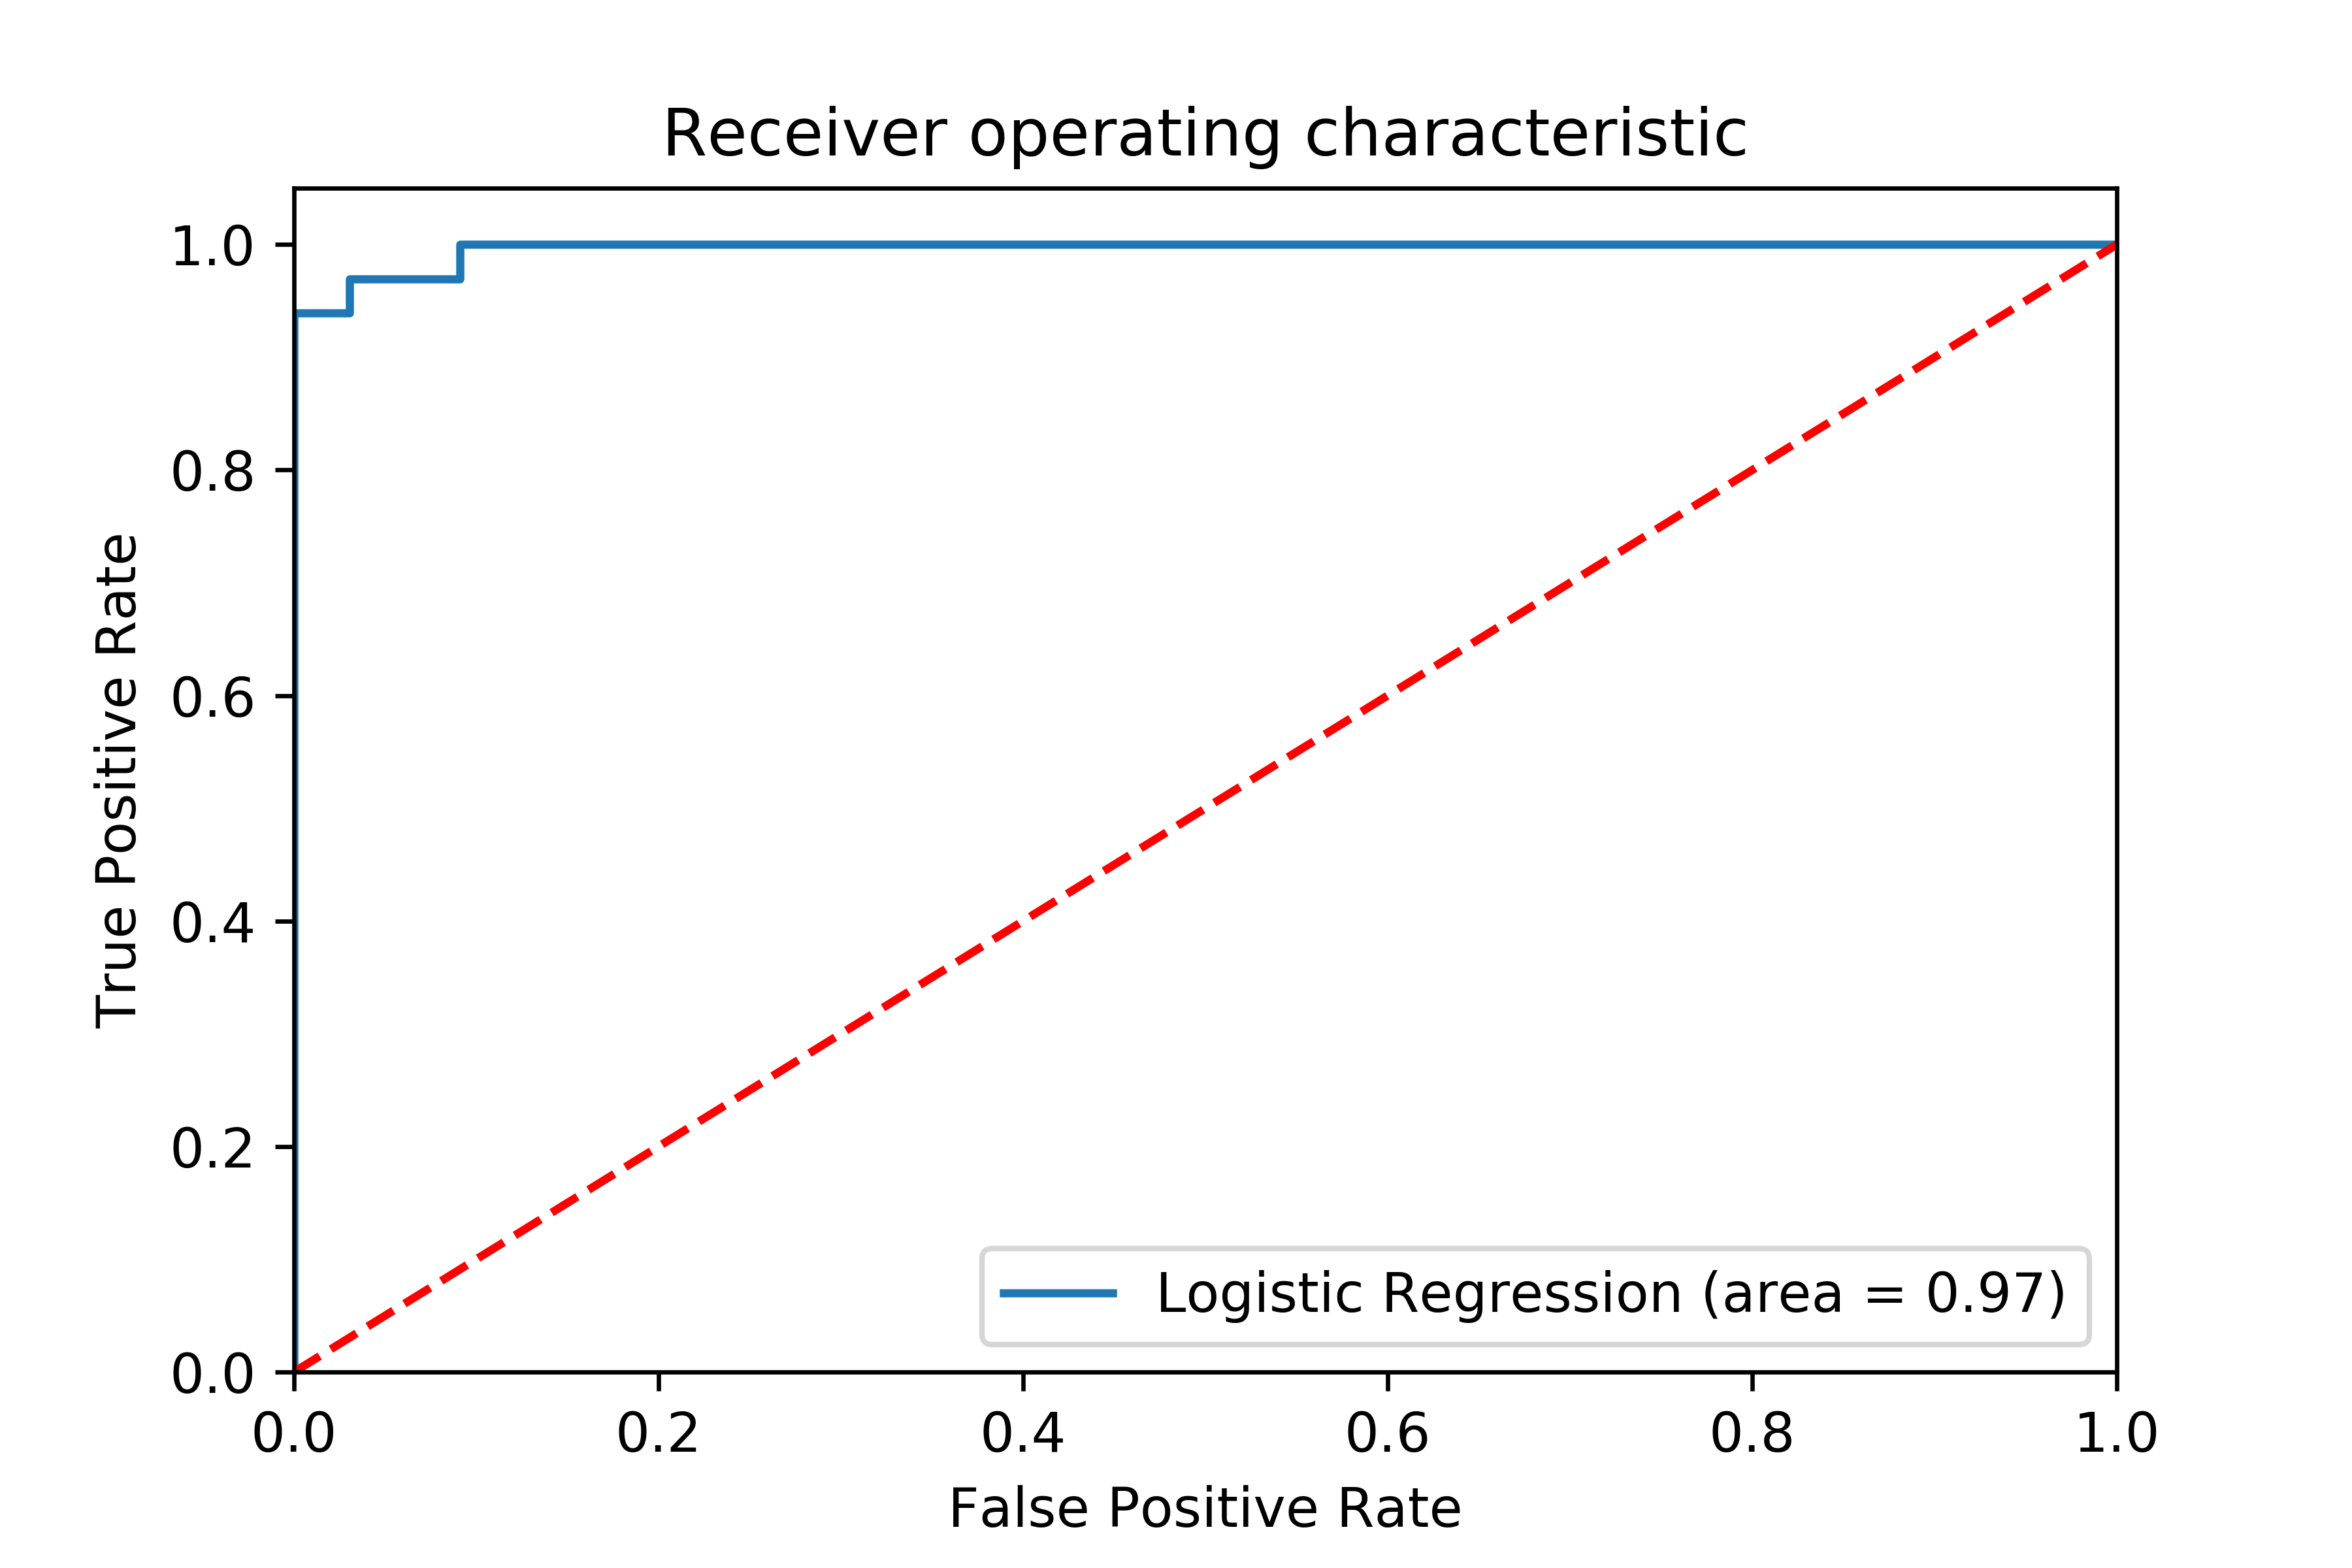 Receiver operating characteristic
True Positive Rate
1.0
0.8
0.6
0.4
0.2
0.0
Logistic Regression (area = 0.97)
0.0 0.2 0.4 0.6 0.8 1.0
False Positive Rate